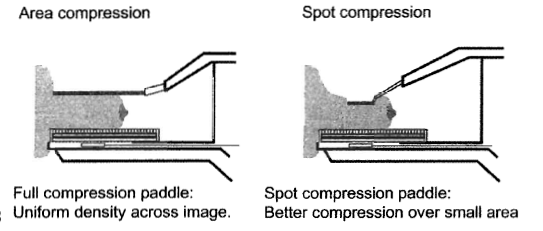 Area compression
Spot compression
Full compression paddle:
Uniform density across image.
Spot compression paddle:
Better compression over small area